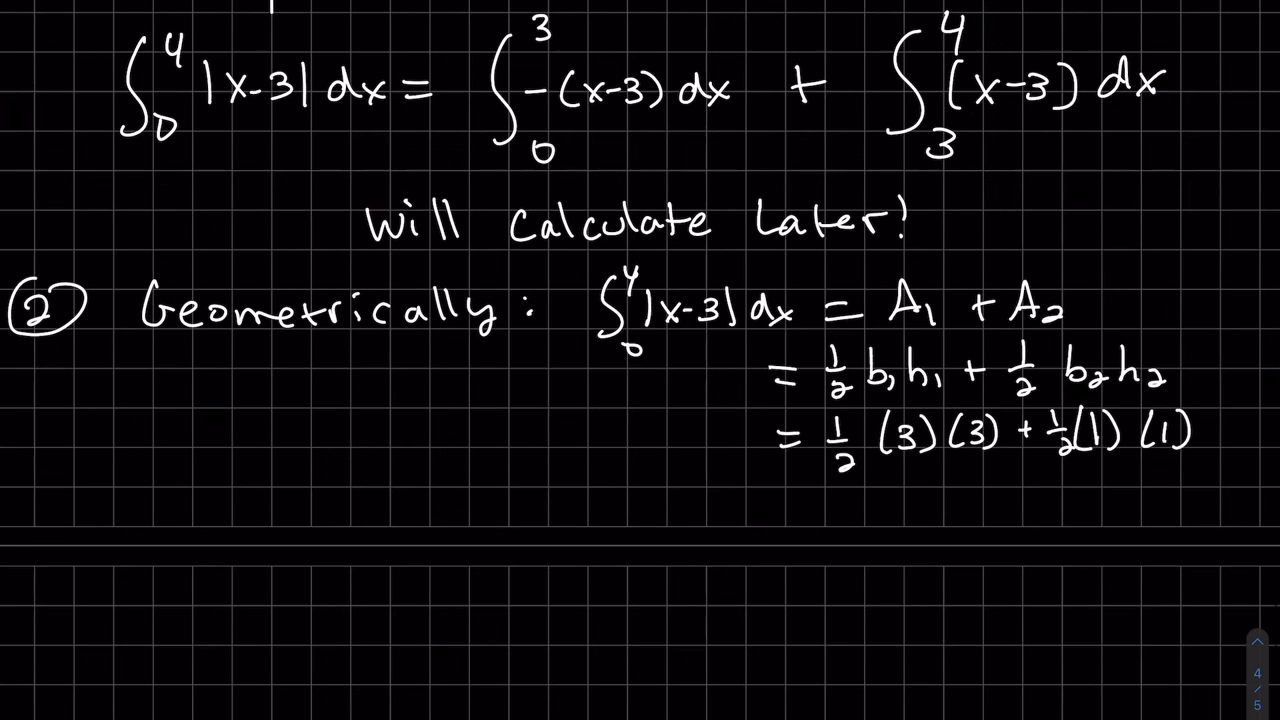 ∫₀⁴ |x-3| dx = ∫₀³ -(x-3) dx + ∫₃⁴ (x-3) dx
Will Calculate Later!
② Geometrically: ∫₀⁴ |x-3| dx = A₁ + A₂
= 1/2 b₁h₁ + 1/2 b₂h₂
= 1/2 (3)(3) + 1/2 (1)(1)
4
/
5